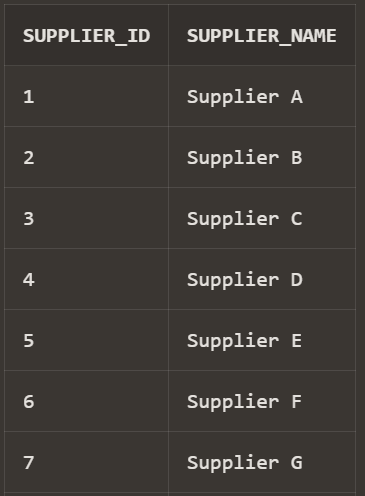 SUPPLIER_ID SUPPLIER_NAME
1 Supplier A
2 Supplier B
3 Supplier C
4 Supplier D
5 Supplier E
6 Supplier F
7 Supplier G